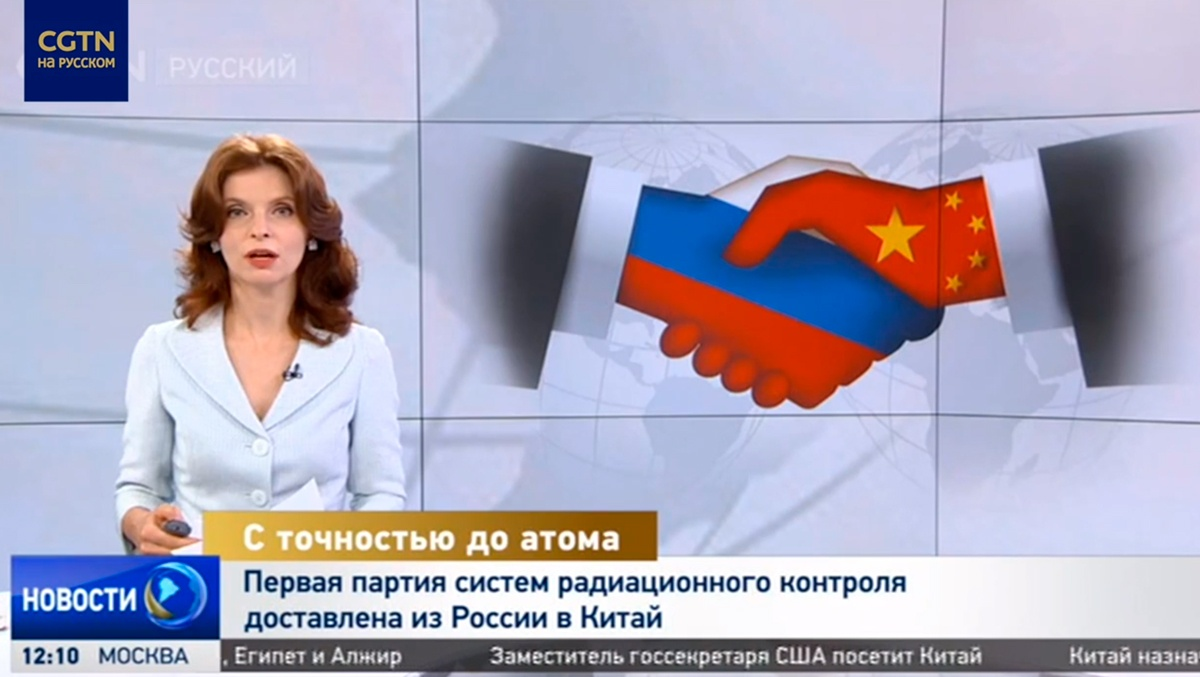 CGTN
НА РУССКОМ
РУССКИЙ
С точностью до атома
НОВОСТИ
Первая партия систем радиационного контроля
доставлена из России в Китай
12:10 МОСКВА
, Египет и Алжир Заместитель госсекретаря США посетит Китай Китай назна